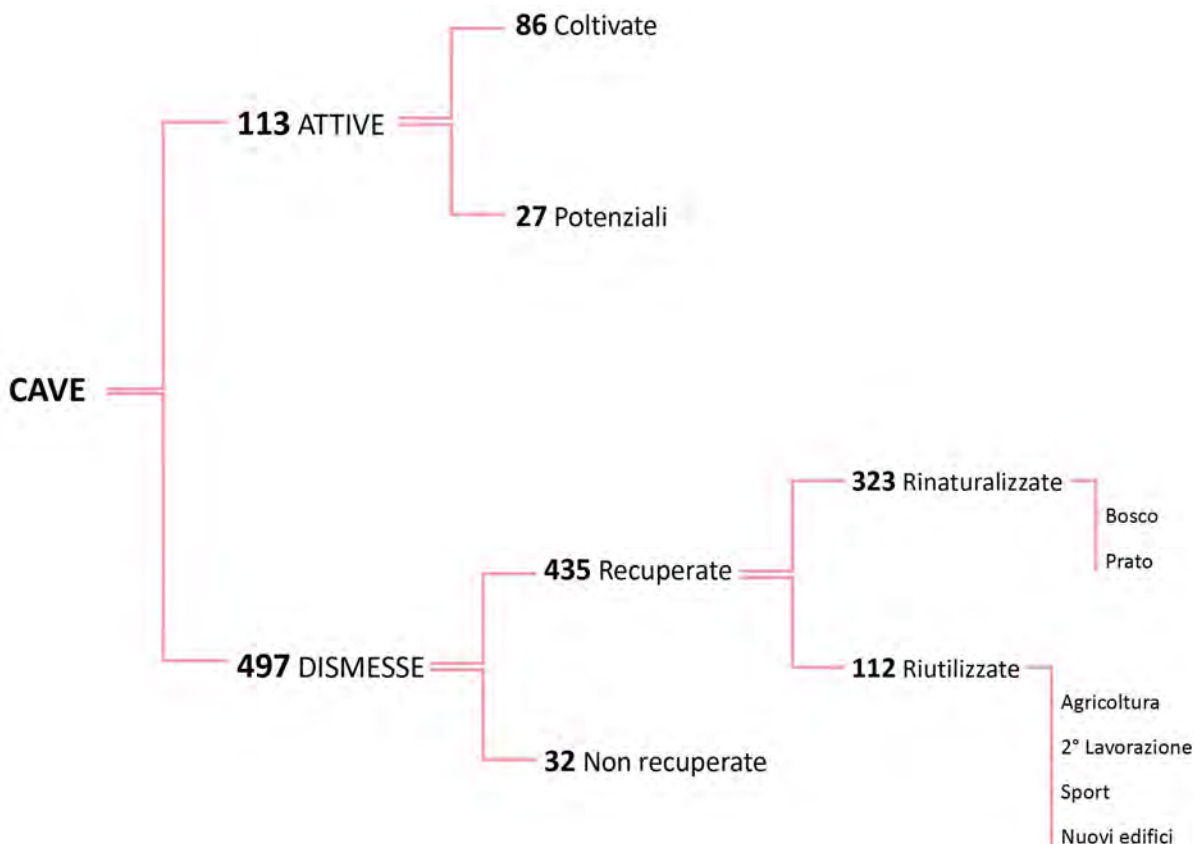 86 Coltivate
113 ATTIVE
27 Potenziali
CAVE
323 Rinaturalizzate
Bosco
Prato
435 Recuperate
497 DISMESSE
112 Riutilizzate
Agricoltura
2° Lavorazione
Sport
Nuovi edifici
32 Non recuperate